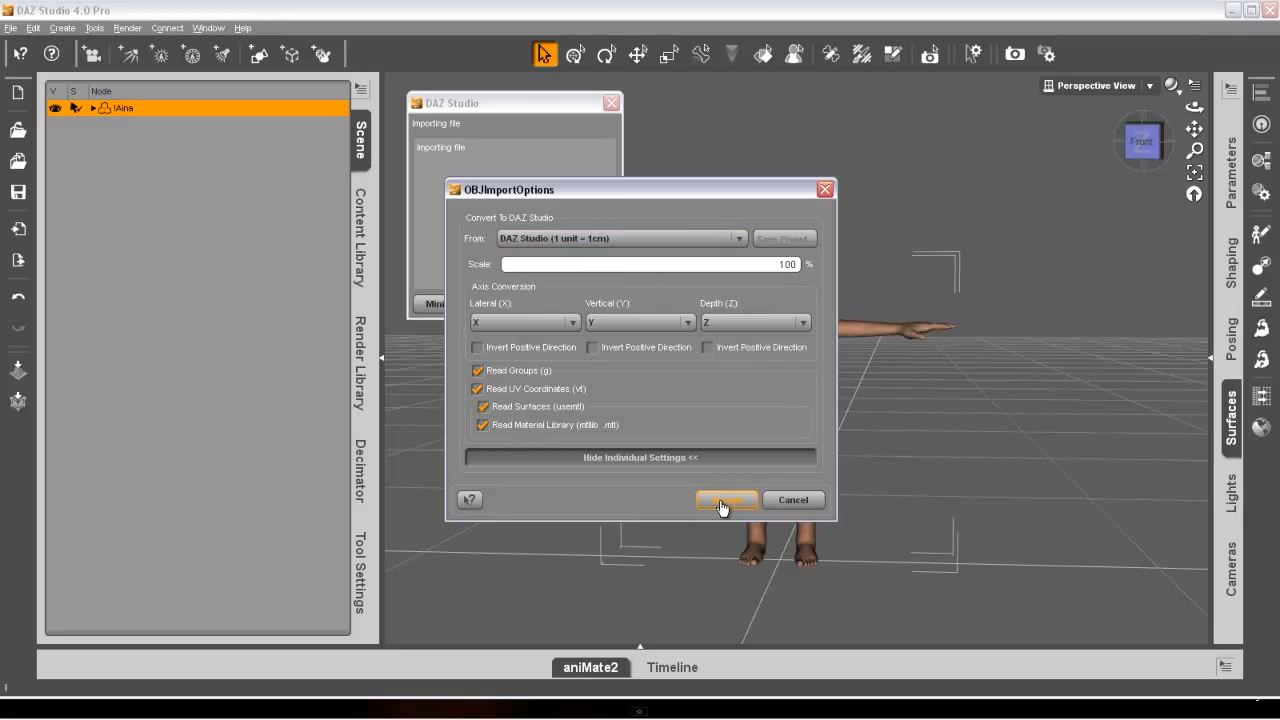 DAZ Studio 4.0 Pro
File Edit Create Tools Render Connect Window Help
V S Node
!Aina
Scene
Content Library
Render Library
Decimator
Tool Settings
DAZ Studio
Importing file
Importing file
Mini
Perspective View
Front
OBJImportOptions
Convert To DAZ Studio
From: DAZ Studio (1 unit = 1cm) Save Preset...
Scale: 100 %
Axis Conversion
Lateral (X): Vertical (Y): Depth (Z):
X Y Z
Invert Positive Direction Invert Positive Direction Invert Positive Direction
Read Groups (g)
Read UV Coordinates (vt)
Read Surfaces (usemtl)
Read Material Library (mtllib .mtl)
Hide Individual Settings <<
Cancel
Parameters
Shaping
Posing
Surfaces
Lights
Cameras
aniMate2 Timeline